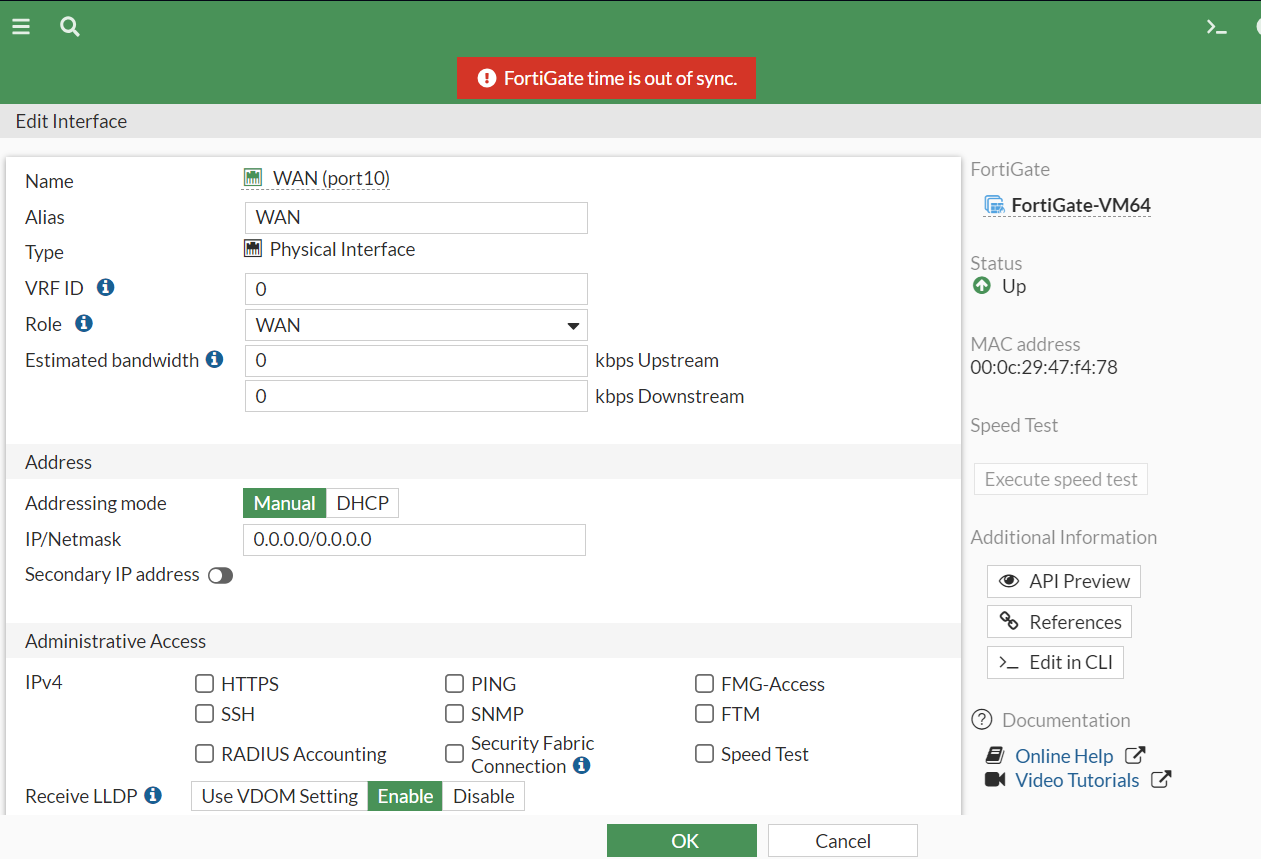 FortiGate time is out of sync.
Edit Interface
Name WAN (port10)
Alias WAN
Type Physical Interface
VRF ID 0
Role WAN
Estimated bandwidth 0 kbps Upstream
0 kbps Downstream
Address
Addressing mode Manual DHCP
IP/Netmask 0.0.0.0/0.0.0.0
Secondary IP address
Administrative Access
IPv4 HTTPS PING FMG-Access
SSH SNMP FTM
RADIUS Accounting Security Fabric Connection Speed Test
Receive LLDP Use VDOM Setting Enable Disable
FortiGate
FortiGate-VM64
Status
Up
MAC address
00:0c:29:47:f4:78
Speed Test
Execute speed test
Additional Information
API Preview
References
>_ Edit in CLI
Documentation
Online Help
Video Tutorials
OK Cancel